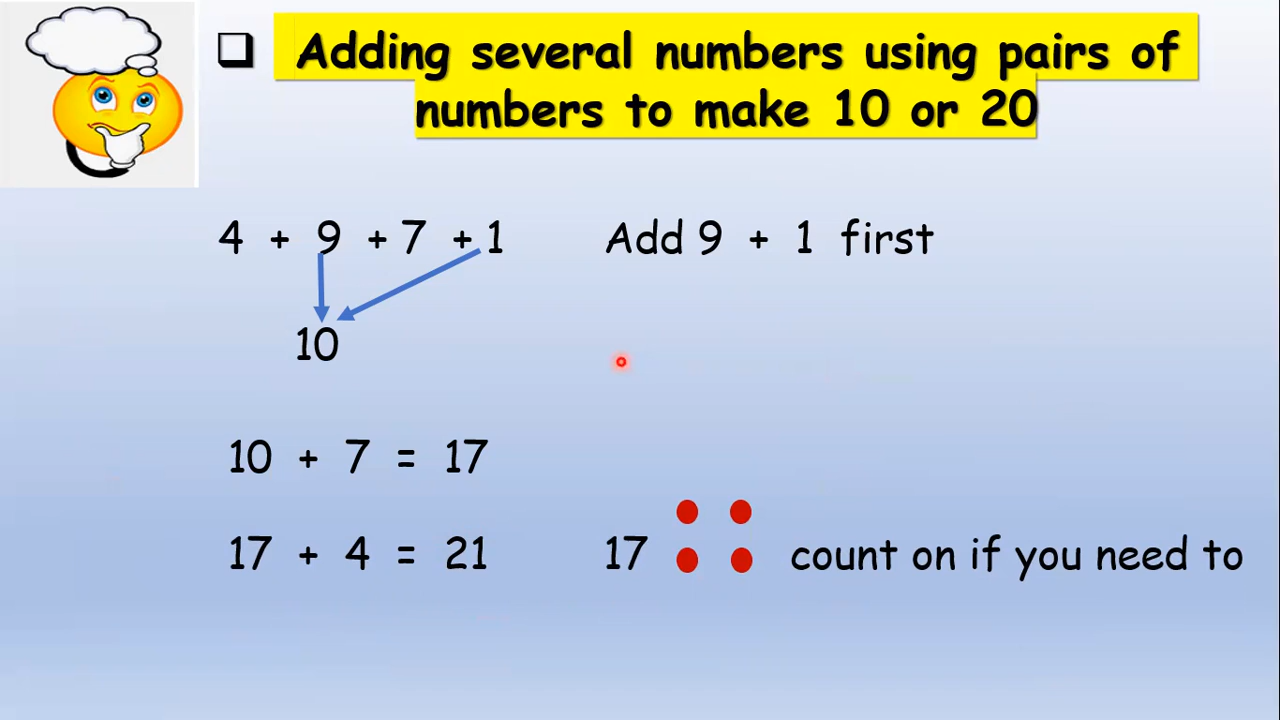 Adding several numbers using pairs of
numbers to make 10 or 20
4 + 9 + 7 + 1 Add 9 + 1 first
10
10 + 7 = 17
17 + 4 = 21 17 count on if you need to